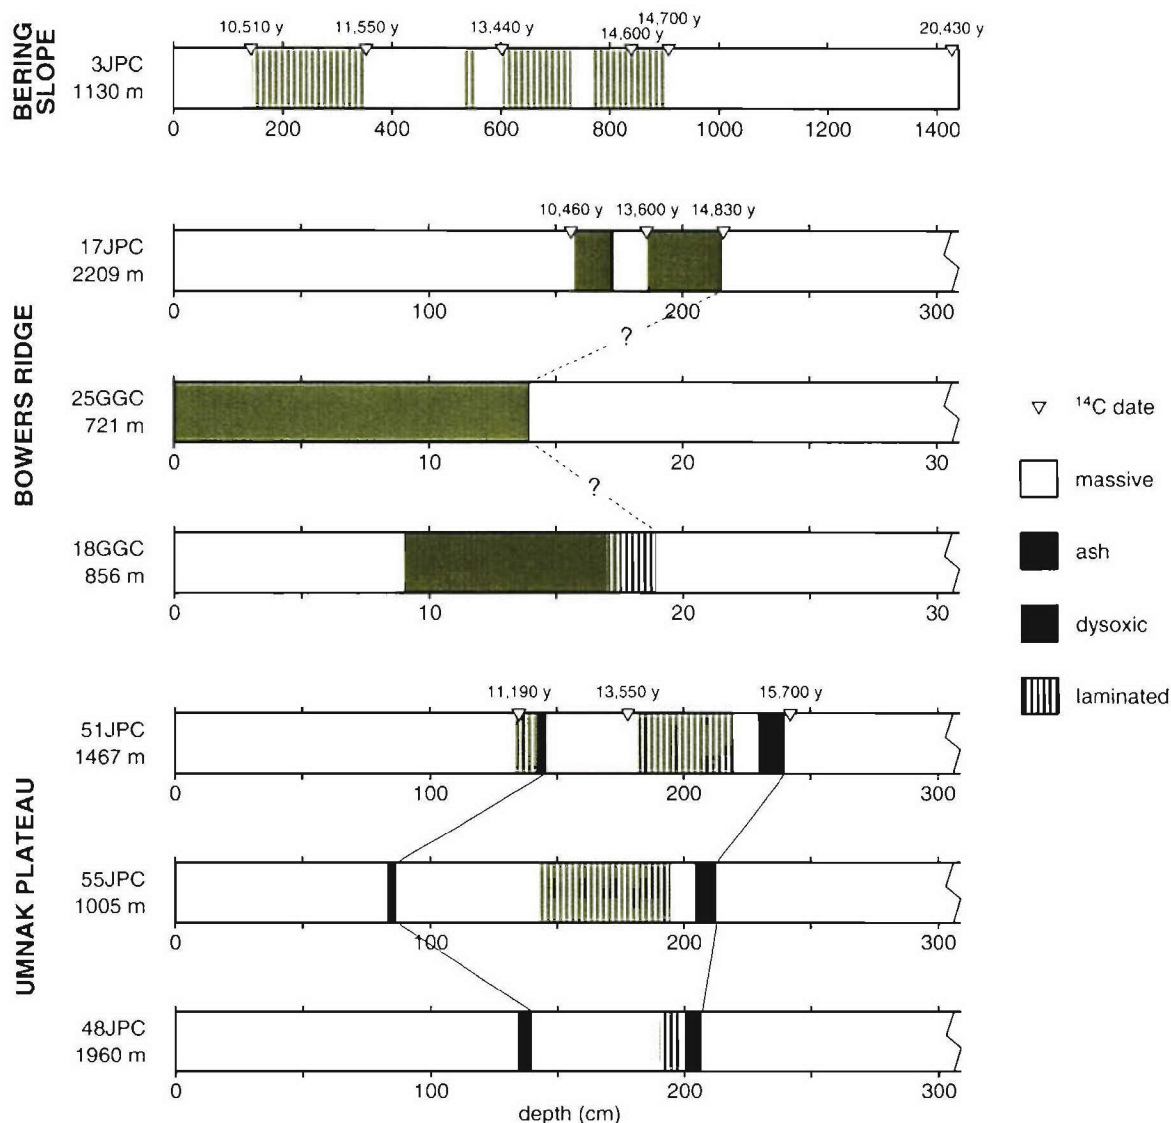 BERING
SLOPE
3JPC
1130 m
10,510 y
11,550 y
13,440 y
14,600 y
14,700 y
20,430 y
0 200 400 600 800 1000 1200 1400
BOWERS RIDGE
17JPC
2209 m
10,460 y 13,600 y 14,830 y
0 100 200 300
?
25GGC
721 m
0 10 20 30
?
18GGC
856 m
0 10 20 30
UMNAK PLATEAU
51JPC
1467 m
11,190 y 13,550 y 15,700 y
0 100 200 300
55JPC
1005 m
0 100 200 300
48JPC
1960 m
0 100 200 300
depth (cm)
14C date
massive
ash
dysoxic
laminated